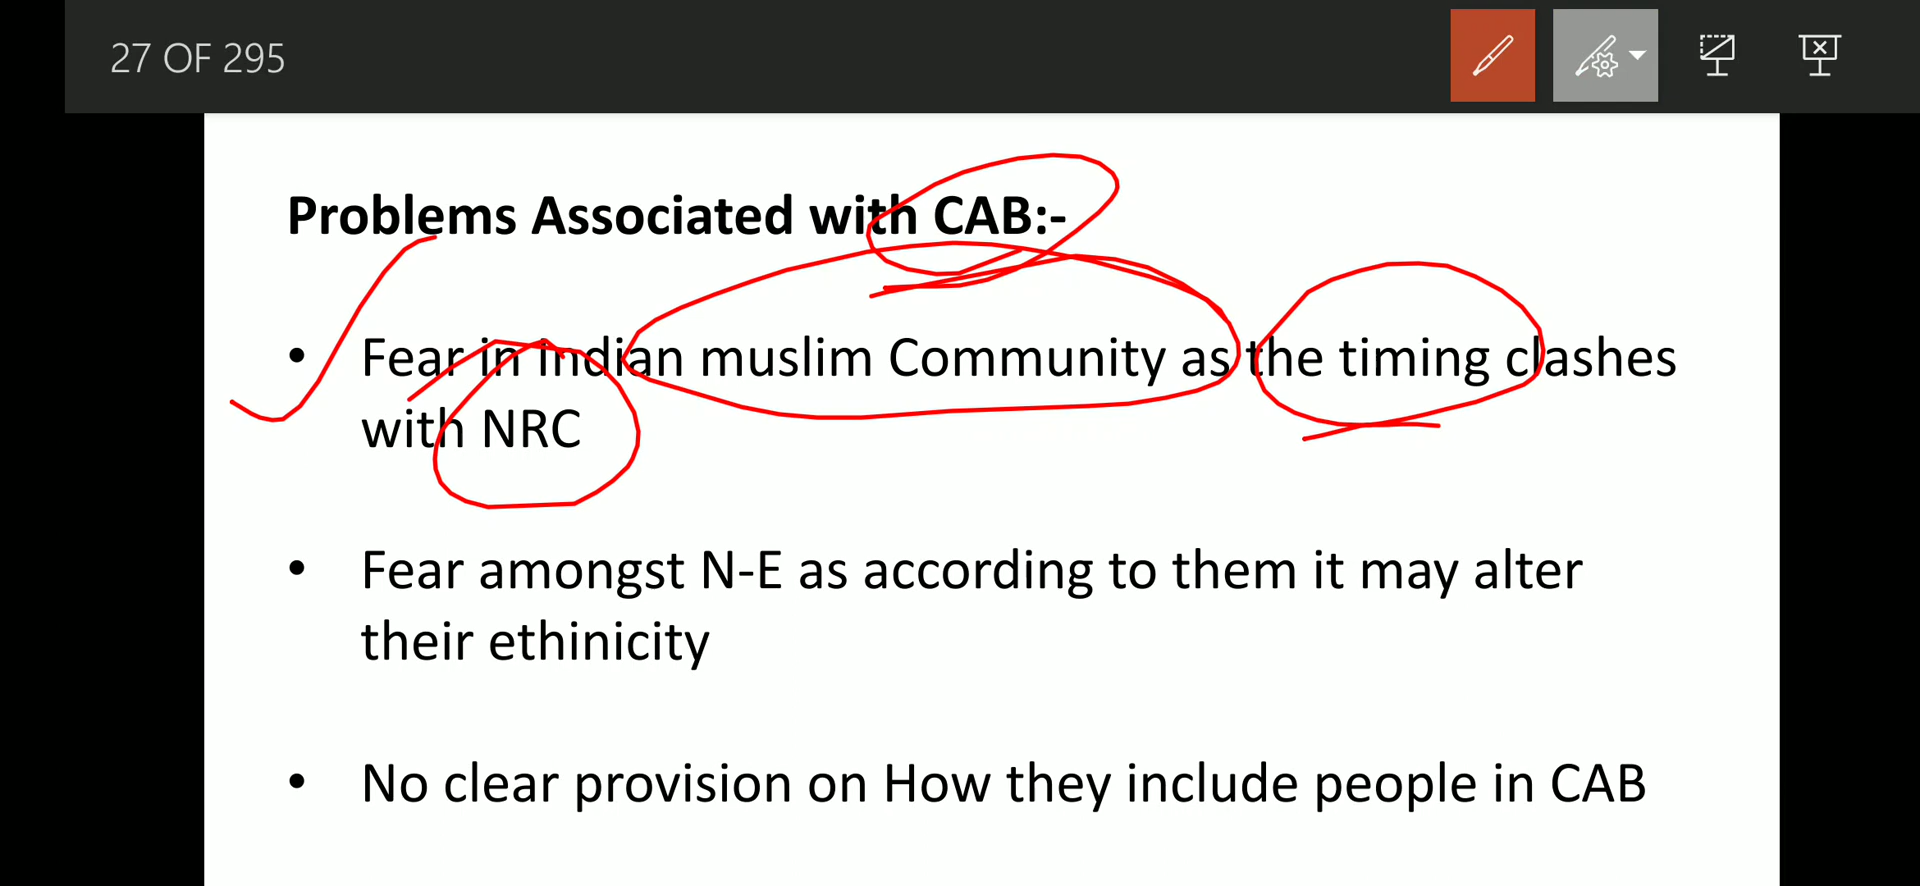 27 OF 295
Problems Associated with CAB:-
• Fear in Indian muslim Community as the timing clashes
with NRC
• Fear amongst N-E as according to them it may alter
their ethinicity
• No clear provision on How they include people in CAB